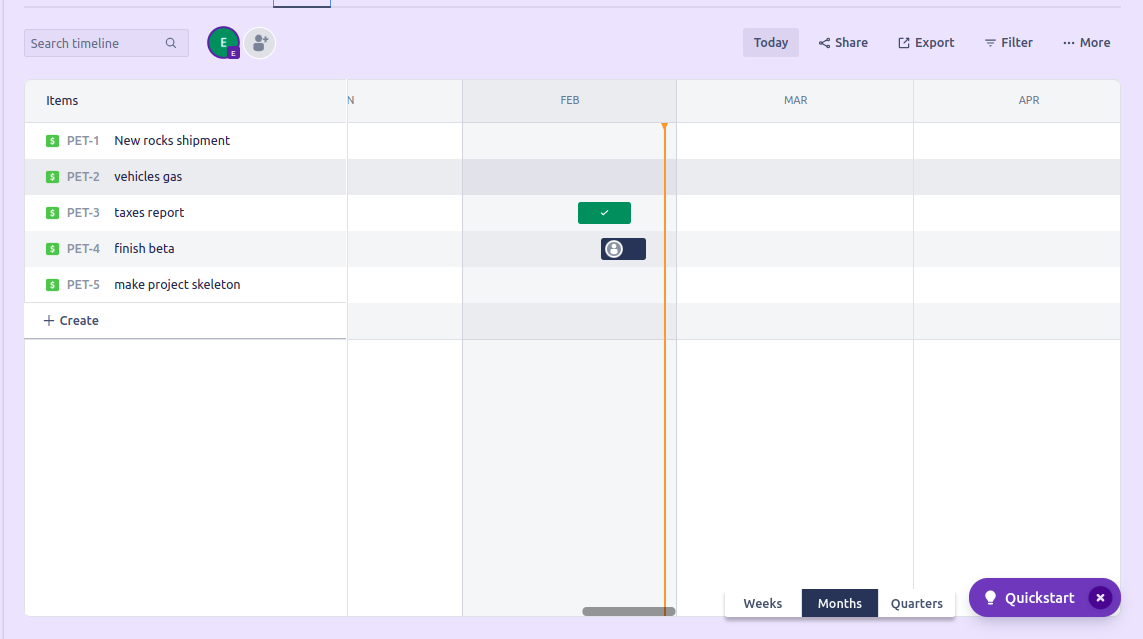 Search timeline
E
E
Today
Share
Export
Filter
More
Items
N
FEB
MAR
APR
$ PET-1 New rocks shipment
$ PET-2 vehicles gas
$ PET-3 taxes report
$ PET-4 finish beta
$ PET-5 make project skeleton
+ Create
Weeks
Months
Quarters
Quickstart